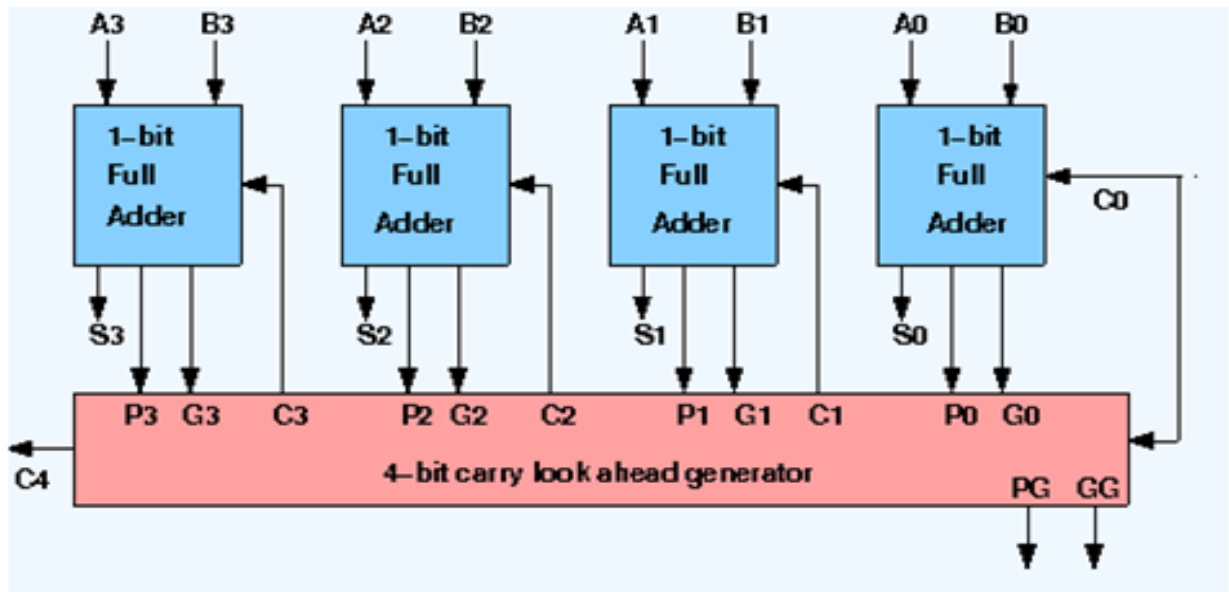 A3 B3 A2 B2 A1 B1 A0 B0
1-bit 1-bit 1-bit 1-bit
Full Full Full Full
Adder Adder Adder Adder
C0
S3 S2 S1 S0
P3 G3 C3 P2 G2 C2 P1 G1 C1 P0 G0
C4
4-bit carry look ahead generator
PG GG